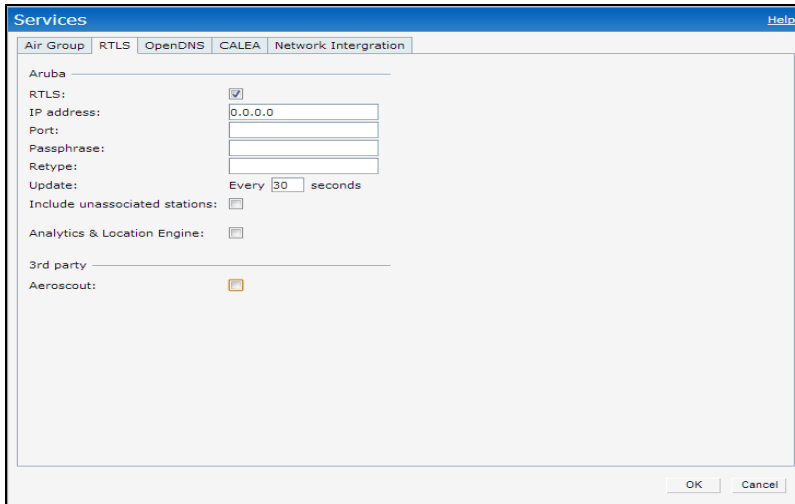 Services Help
Air Group RTLS OpenDNS CALEA Network Intergration
Aruba
RTLS:
IP address: 0.0.0.0
Port:
Passphrase:
Retype:
Update: Every 30 seconds
Include unassociated stations:
Analytics & Location Engine:
3rd party
Aeroscout:
OK Cancel